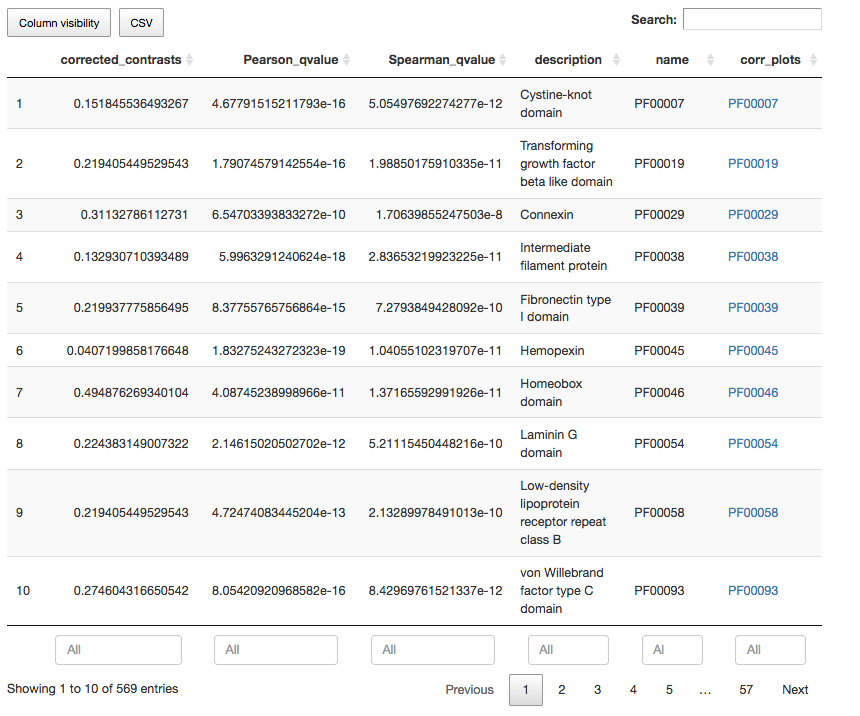 Column visibility CSV Search:
corrected_contrasts Pearson_qvalue Spearman_qvalue description name corr_plots
1 0.151845536493267 4.67791515211793e-16 5.05497692274277e-12 Cystine-knot domain PF00007 PF00007
2 0.219405449529543 1.79074579142554e-16 1.98850175910335e-11 Transforming growth factor beta like domain PF00019 PF00019
3 0.31132786112731 6.54703393833272e-10 1.70639855247503e-8 Connexin PF00029 PF00029
4 0.132930710393489 5.9963291240624e-18 2.83653219923225e-11 Intermediate filament protein PF00038 PF00038
5 0.219937775856495 8.37755765756864e-15 7.2793849428092e-10 Fibronectin type I domain PF00039 PF00039
6 0.0407199858176648 1.83275243272323e-19 1.04055102319707e-11 Hemopexin PF00045 PF00045
7 0.494876269340104 4.08745238998966e-11 1.37165592991926e-11 Homeobox domain PF00046 PF00046
8 0.224383149007322 2.14615020502702e-12 5.21115450448216e-10 Laminin G domain PF00054 PF00054
9 0.219405449529543 4.72474083445204e-13 2.13289978491013e-10 Low-density lipoprotein receptor repeat class B PF00058 PF00058
10 0.274604316650542 8.05420920968582e-16 8.42969761521337e-12 von Willebrand factor type C domain PF00093 PF00093
All All All All Al All
Showing 1 to 10 of 569 entries Previous 1 2 3 4 5 … 57 Next